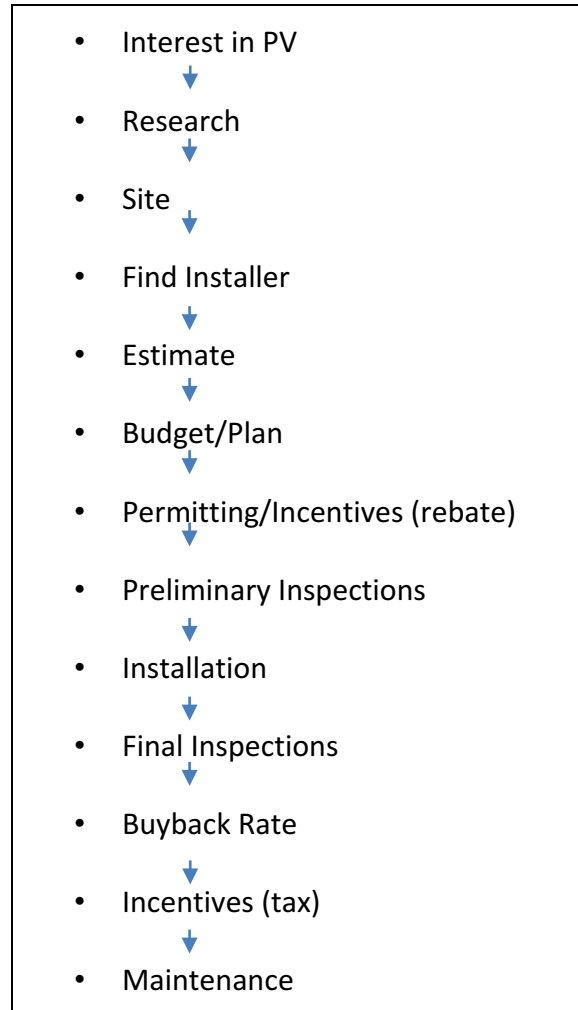 • Interest in PV
• Research
• Site
• Find Installer
• Estimate
• Budget/Plan
• Permitting/Incentives (rebate)
• Preliminary Inspections
• Installation
• Final Inspections
• Buyback Rate
• Incentives (tax)
• Maintenance